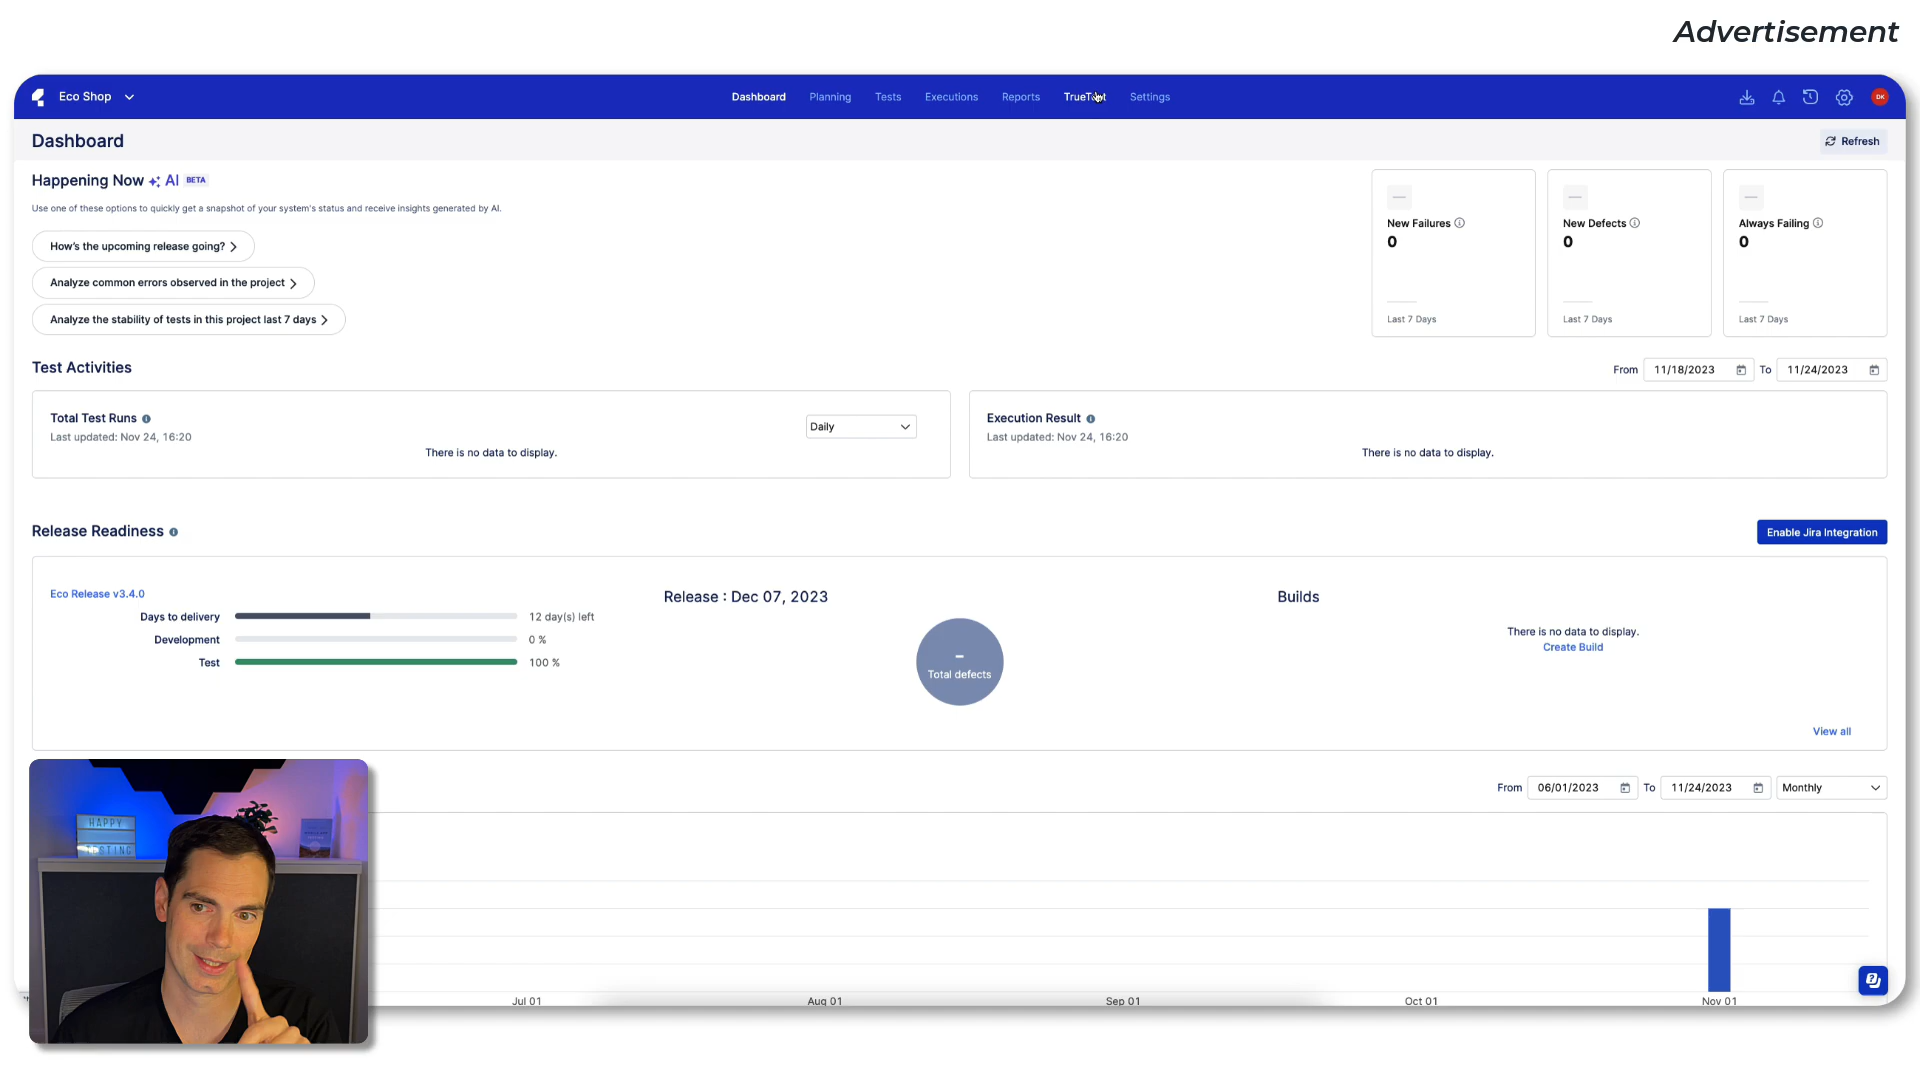 Advertisement
Eco Shop
Dashboard
Planning
Tests
Executions
Reports
Settings
DK
Dashboard
Refresh
Happening Now AI BETA
Use one of these options to quickly get a snapshot of your system's status and receive insights generated by AI.
How's the upcoming release going?
Analyze common errors observed in the project
Analyze the stability of tests in this project last 7 days
New Failures
0
Last 7 Days
New Defects
0
Last 7 Days
Always Failing
0
Last 7 Days
Test Activities
From 11/18/2023 To 11/24/2023
Total Test Runs
Last updated: Nov 24, 16:20
Daily
There is no data to display.
Execution Result
Last updated: Nov 24, 16:20
There is no data to display.
Release Readiness
Enable Jira Integration
Eco Release v3.4.0
Days to delivery 12 day(s) left
Development 0 %
Test 100 %
Release : Dec 07, 2023
-
Total defects
Builds
There is no data to display.
Create Build
View all
From 06/01/2023 To 11/24/2023 Monthly
Jul 01 Aug 01 Sep 01 Oct 01 Nov 01
HAPPY